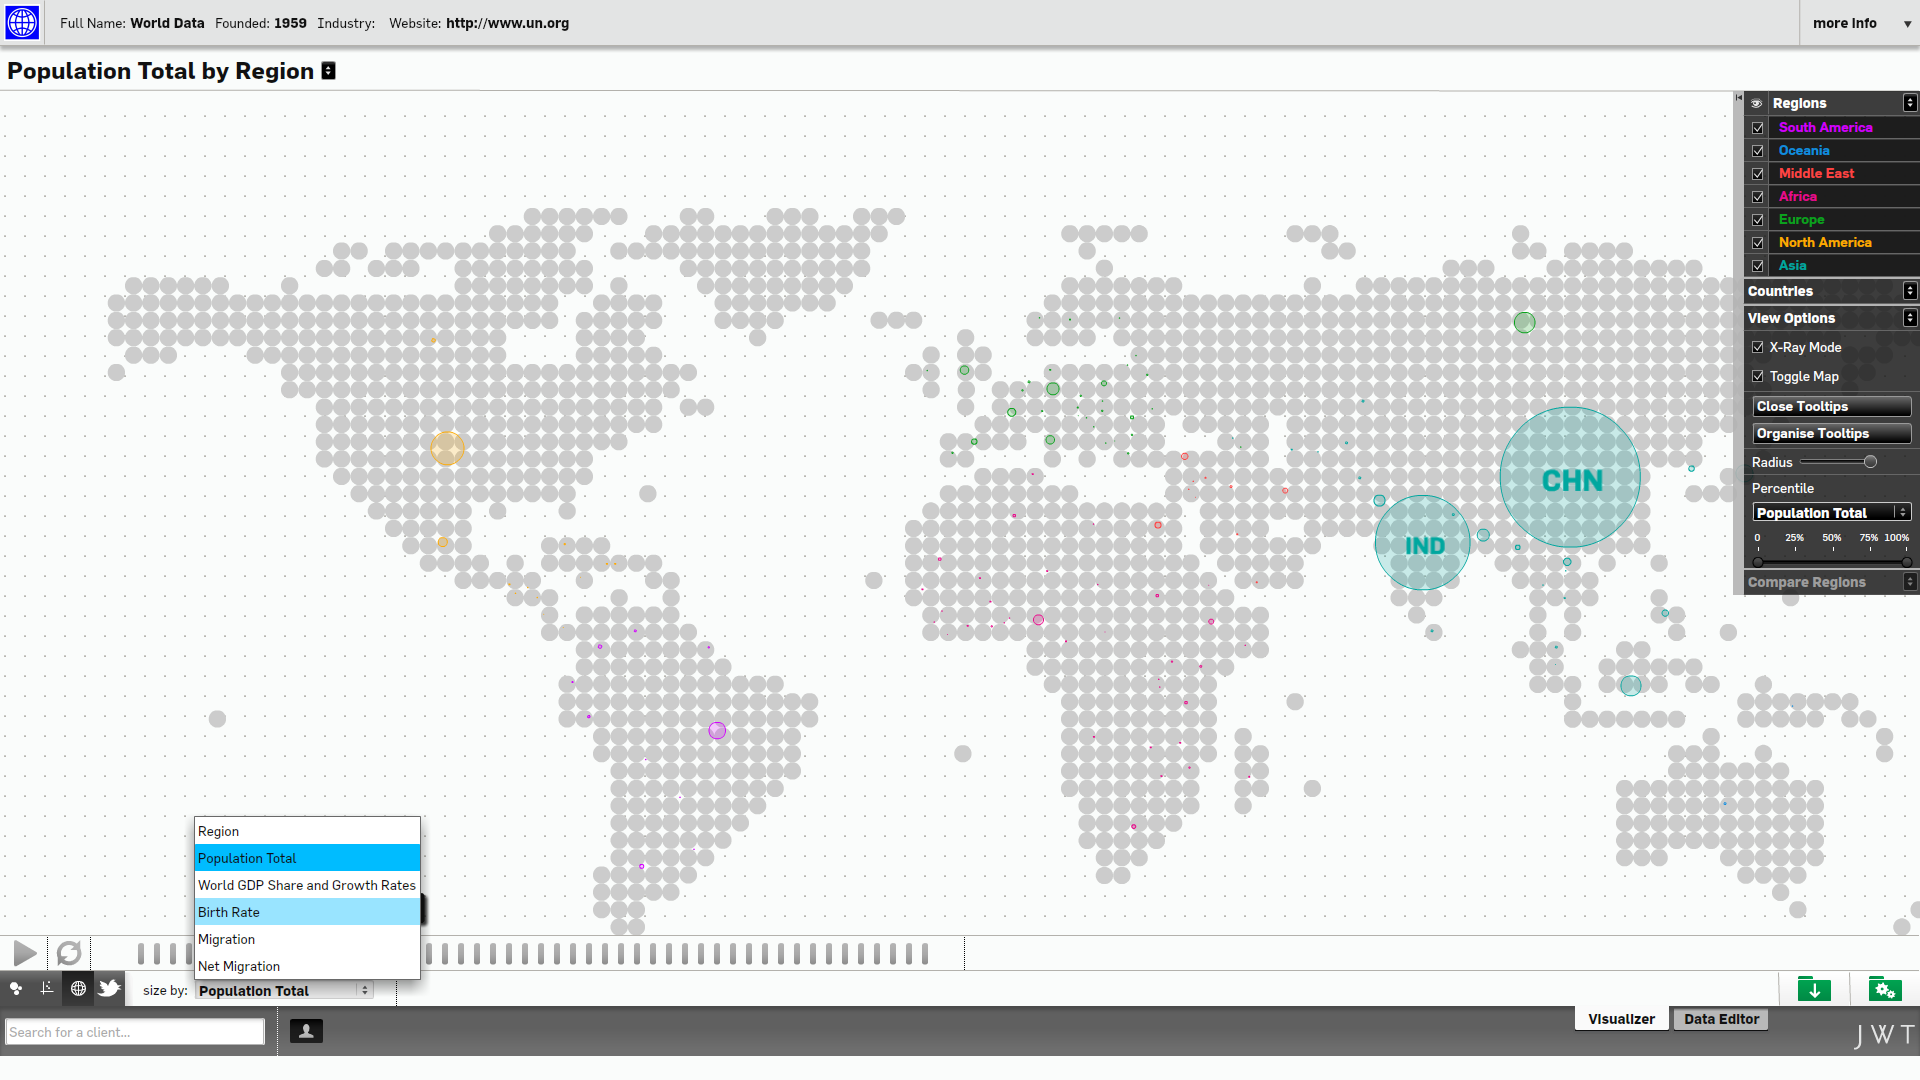 Full Name: World Data Founded: 1959 Industry: Website: http://www.un.org
more info
Population Total by Region
Regions
South America
Oceania
Middle East
Africa
Europe
North America
Asia
Countries
View Options
X-Ray Mode
Toggle Map
Close Tooltips
Organise Tooltips
Radius
Percentile
Population Total
0 25% 50% 75% 100%
Compare Regions
CHN
IND
Region
Population Total
World GDP Share and Growth Rates
Birth Rate
Migration
Net Migration
size by: Population Total
Search for a client...
Visualizer
Data Editor
JWT